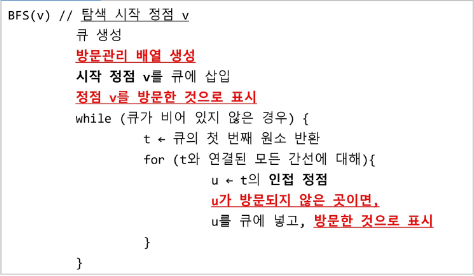 BFS(v) // 탐색 시작 정점 v
큐 생성
방문관리 배열 생성
시작 정점 v를 큐에 삽입
정점 v를 방문한 것으로 표시
while (큐가 비어 있지 않은 경우) {
t ← 큐의 첫 번째 원소 반환
for (t와 연결된 모든 간선에 대해){
u ← t의 인접 정점
u가 방문되지 않은 곳이면,
u를 큐에 넣고, 방문한 것으로 표시
}
}